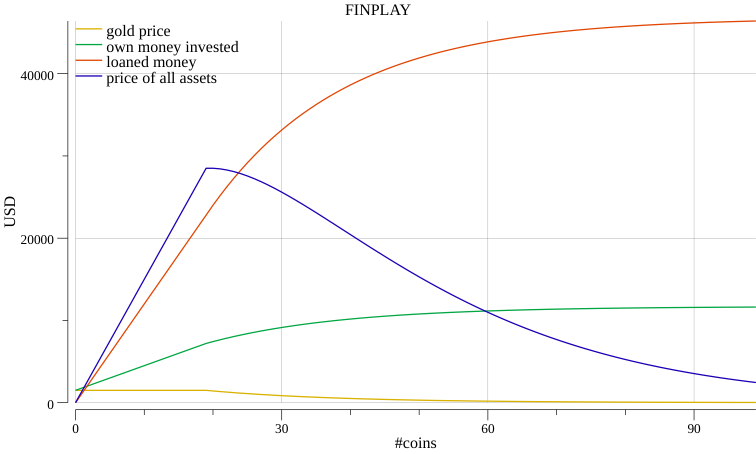 FINPLAY
gold price
own money invested
loaned money
price of all assets
40000
20000
0
USD
0 30 60 90
#coins